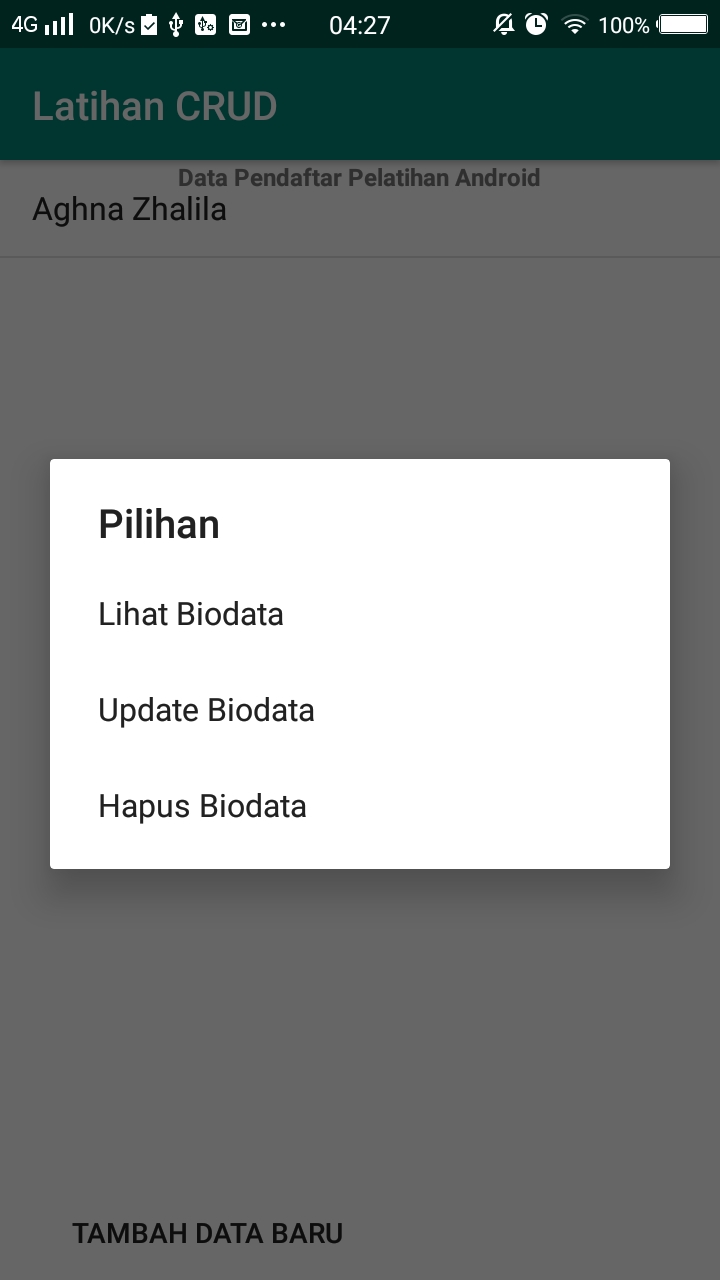 4G 0K/s 04:27 100%
Latihan CRUD
Data Pendaftar Pelatihan Android
Aghna Zhalila
Pilihan
Lihat Biodata
Update Biodata
Hapus Biodata
TAMBAH DATA BARU